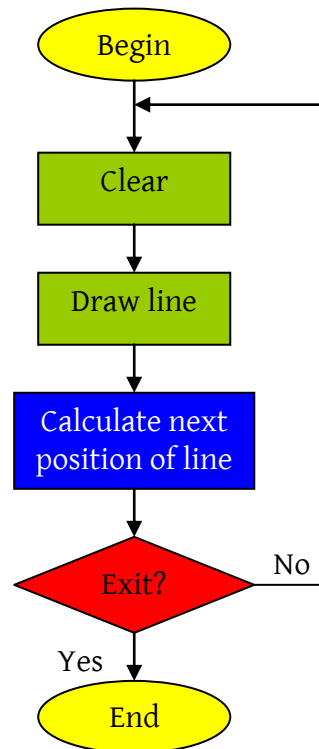 Begin
Clear
Draw line
Calculate next
position of line
Exit?
No
Yes
End